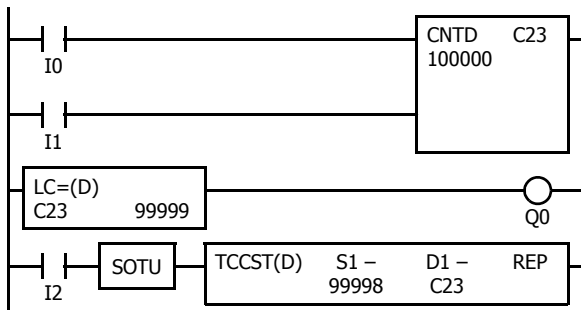 CNTD C23
100000
I0
I1
LC=(D)
C23 99999
Q0
SOTU
TCCST(D) S1 – D1 – REP
99998 C23
I2